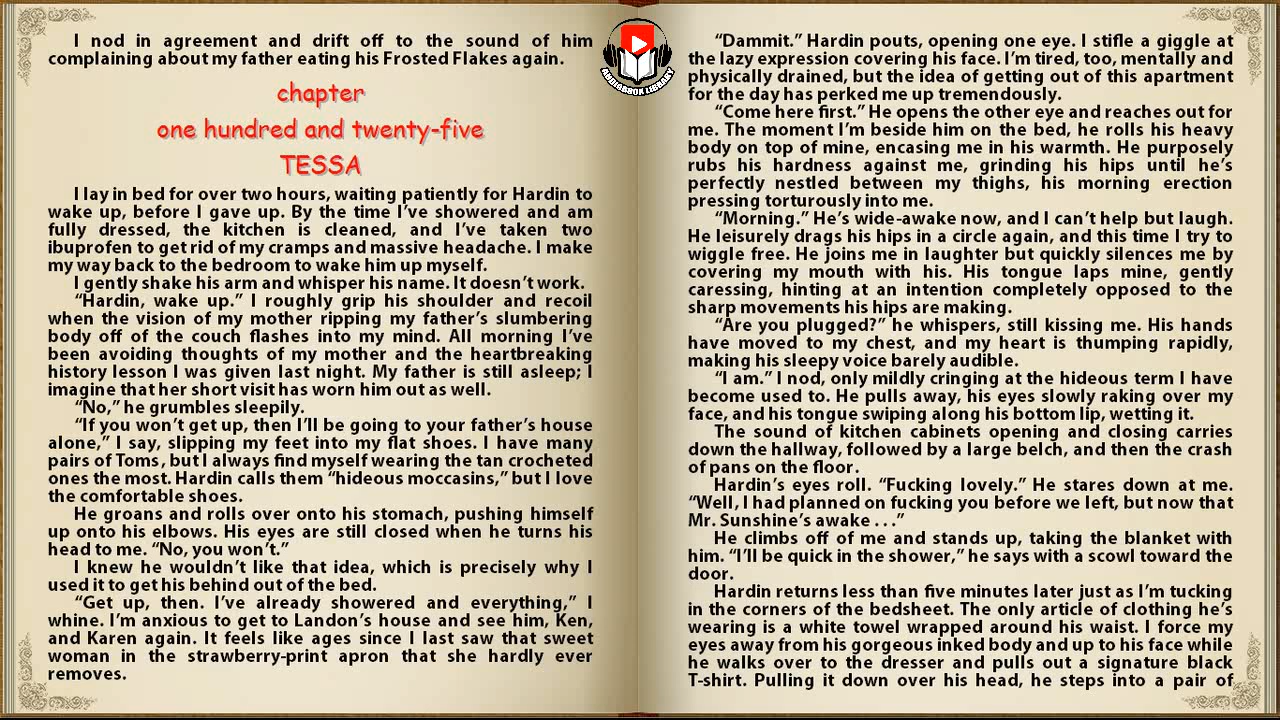 I nod in agreement and drift off to the sound of him
complaining about my father eating his Frosted Flakes again.
chapter
one hundred and twenty-five
TESSA
I lay in bed for over two hours, waiting patiently for Hardin to
wake up, before I gave up. By the time I've showered and am
fully dressed, the kitchen is cleaned, and I've taken two
ibuprofen to get rid of my cramps and massive headache. I make
my way back to the bedroom to wake him up myself.
I gently shake his arm and whisper his name. It doesn't work.
“Hardin, wake up.” I roughly grip his shoulder and recoil
when the vision of my mother ripping my father's slumbering
body off of the couch flashes into my mind. All morning I've
been avoiding thoughts of my mother and the heartbreaking
history lesson I was given last night. My father is still asleep; I
imagine that her short visit has worn him out as well.
“No,” he grumbles sleepily.
“If you won't get up, then I'll be going to your father's house
alone,” I say, slipping my feet into my flat shoes. I have many
pairs of Toms, but I always find myself wearing the tan crocheted
ones the most. Hardin calls them “hideous moccasins,” but I love
the comfortable shoes.
He groans and rolls over onto his stomach, pushing himself
up onto his elbows. His eyes are still closed when he turns his
head to me. “No, you won't.”
I knew he wouldn't like that idea, which is precisely why I
used it to get his behind out of the bed.
“Get up, then. I've already showered and everything,” I
whine. I'm anxious to get to Landon's house and see him, Ken,
and Karen again. It feels like ages since I last saw that sweet
woman in the strawberry-print apron that she hardly ever
removes.
AUDIOBOOK LIBRARY
“Dammit.” Hardin pouts, opening one eye. I stifle a giggle at
the lazy expression covering his face. I'm tired, too, mentally and
physically drained, but the idea of getting out of this apartment
for the day has perked me up tremendously.
“Come here first.” He opens the other eye and reaches out for
me. The moment I'm beside him on the bed, he rolls his heavy
body on top of mine, encasing me in his warmth. He purposely
rubs his hardness against me, grinding his hips until he's
perfectly nestled between my thighs, his morning erection
pressing torturously into me.
“Morning.” He's wide-awake now, and I can't help but laugh.
He leisurely drags his hips in a circle again, and this time I try to
wiggle free. He joins me in laughter but quickly silences me by
covering my mouth with his. His tongue laps mine, gently
caressing, hinting at an intention completely opposed to the
sharp movements his hips are making.
“Are you plugged?” he whispers, still kissing me. His hands
have moved to my chest, and my heart is thumping rapidly,
making his sleepy voice barely audible.
“I am.” I nod, only mildly cringing at the hideous term I have
become used to. He pulls away, his eyes slowly raking over my
face, and his tongue swiping along his bottom lip, wetting it.
The sound of kitchen cabinets opening and closing carries
down the hallway, followed by a large belch, and then the crash
of pans on the floor.
Hardin's eyes roll. “Fucking lovely.” He stares down at me.
“Well, I had planned on fucking you before we left, but now that
Mr. Sunshine's awake . . .”
He climbs off of me and stands up, taking the blanket with
him. “I'll be quick in the shower,” he says with a scowl toward the
door.
Hardin returns less than five minutes later just as I'm tucking
in the corners of the bedsheet. The only article of clothing he's
wearing is a white towel wrapped around his waist. I force my
eyes away from his gorgeous inked body and up to his face while
he walks over to the dresser and pulls out a signature black
T-shirt. Pulling it down over his head, he steps into a pair of